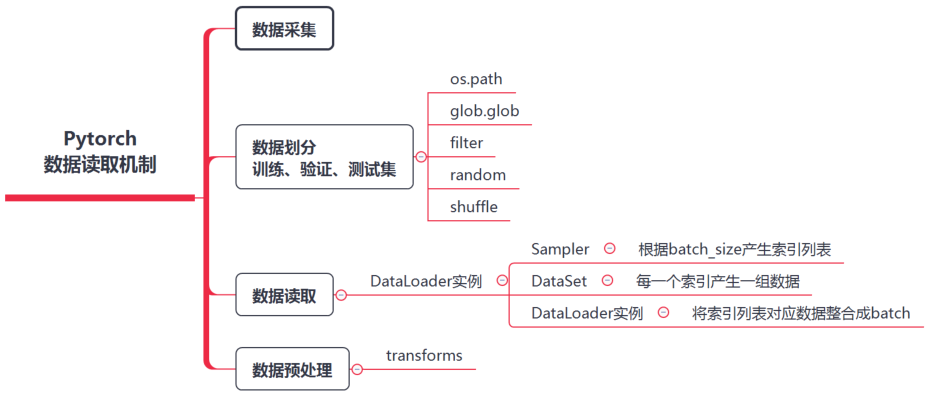 Pytorch
数据读取机制
数据采集
数据划分
训练、验证、测试集
os.path
glob.glob
filter
random
shuffle
数据读取
DataLoader实例
Sampler
根据batch_size产生索引列表
DataSet
每一个索引产生一组数据
DataLoader实例
将索引列表对应数据整合成batch
数据预处理
transforms